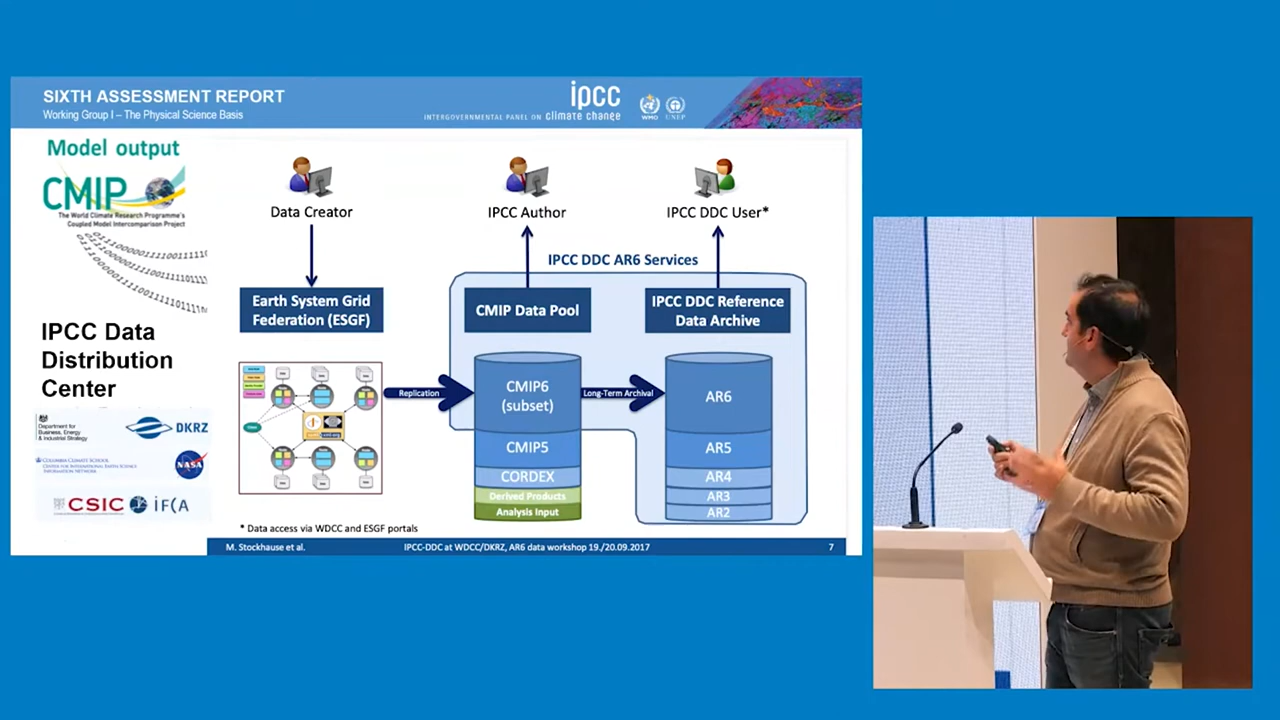 SIXTH ASSESSMENT REPORT
Working Group I – The Physical Science Basis
ipcc
INTERGOVERNMENTAL PANEL ON climate change
WMO
UNEP
Model output
CMIP
The World Climate Research Programme's
Coupled Model Intercomparison Project
IPCC Data
Distribution
Center
Department for
Business, Energy
& Industrial Strategy
DKRZ
COLUMBIA CLIMATE SCHOOL
CENTER FOR INTERNATIONAL EARTH SCIENCE
INFORMATION NETWORK
NASA
CSIC
iFCA
Data Creator
IPCC Author
IPCC DDC User*
IPCC DDC AR6 Services
Earth System Grid
Federation (ESGF)
CMIP Data Pool
IPCC DDC Reference
Data Archive
Replication
CMIP6
(subset)
Long-Term Archival
AR6
CMIP5
AR5
CORDEX
AR4
Derived Products
AR3
Analysis Input
AR2
* Data access via WDCC and ESGF portals
M. Stockhause et al.
IPCC-DDC at WDCC/DKRZ, AR6 data workshop 19./20.09.2017
7